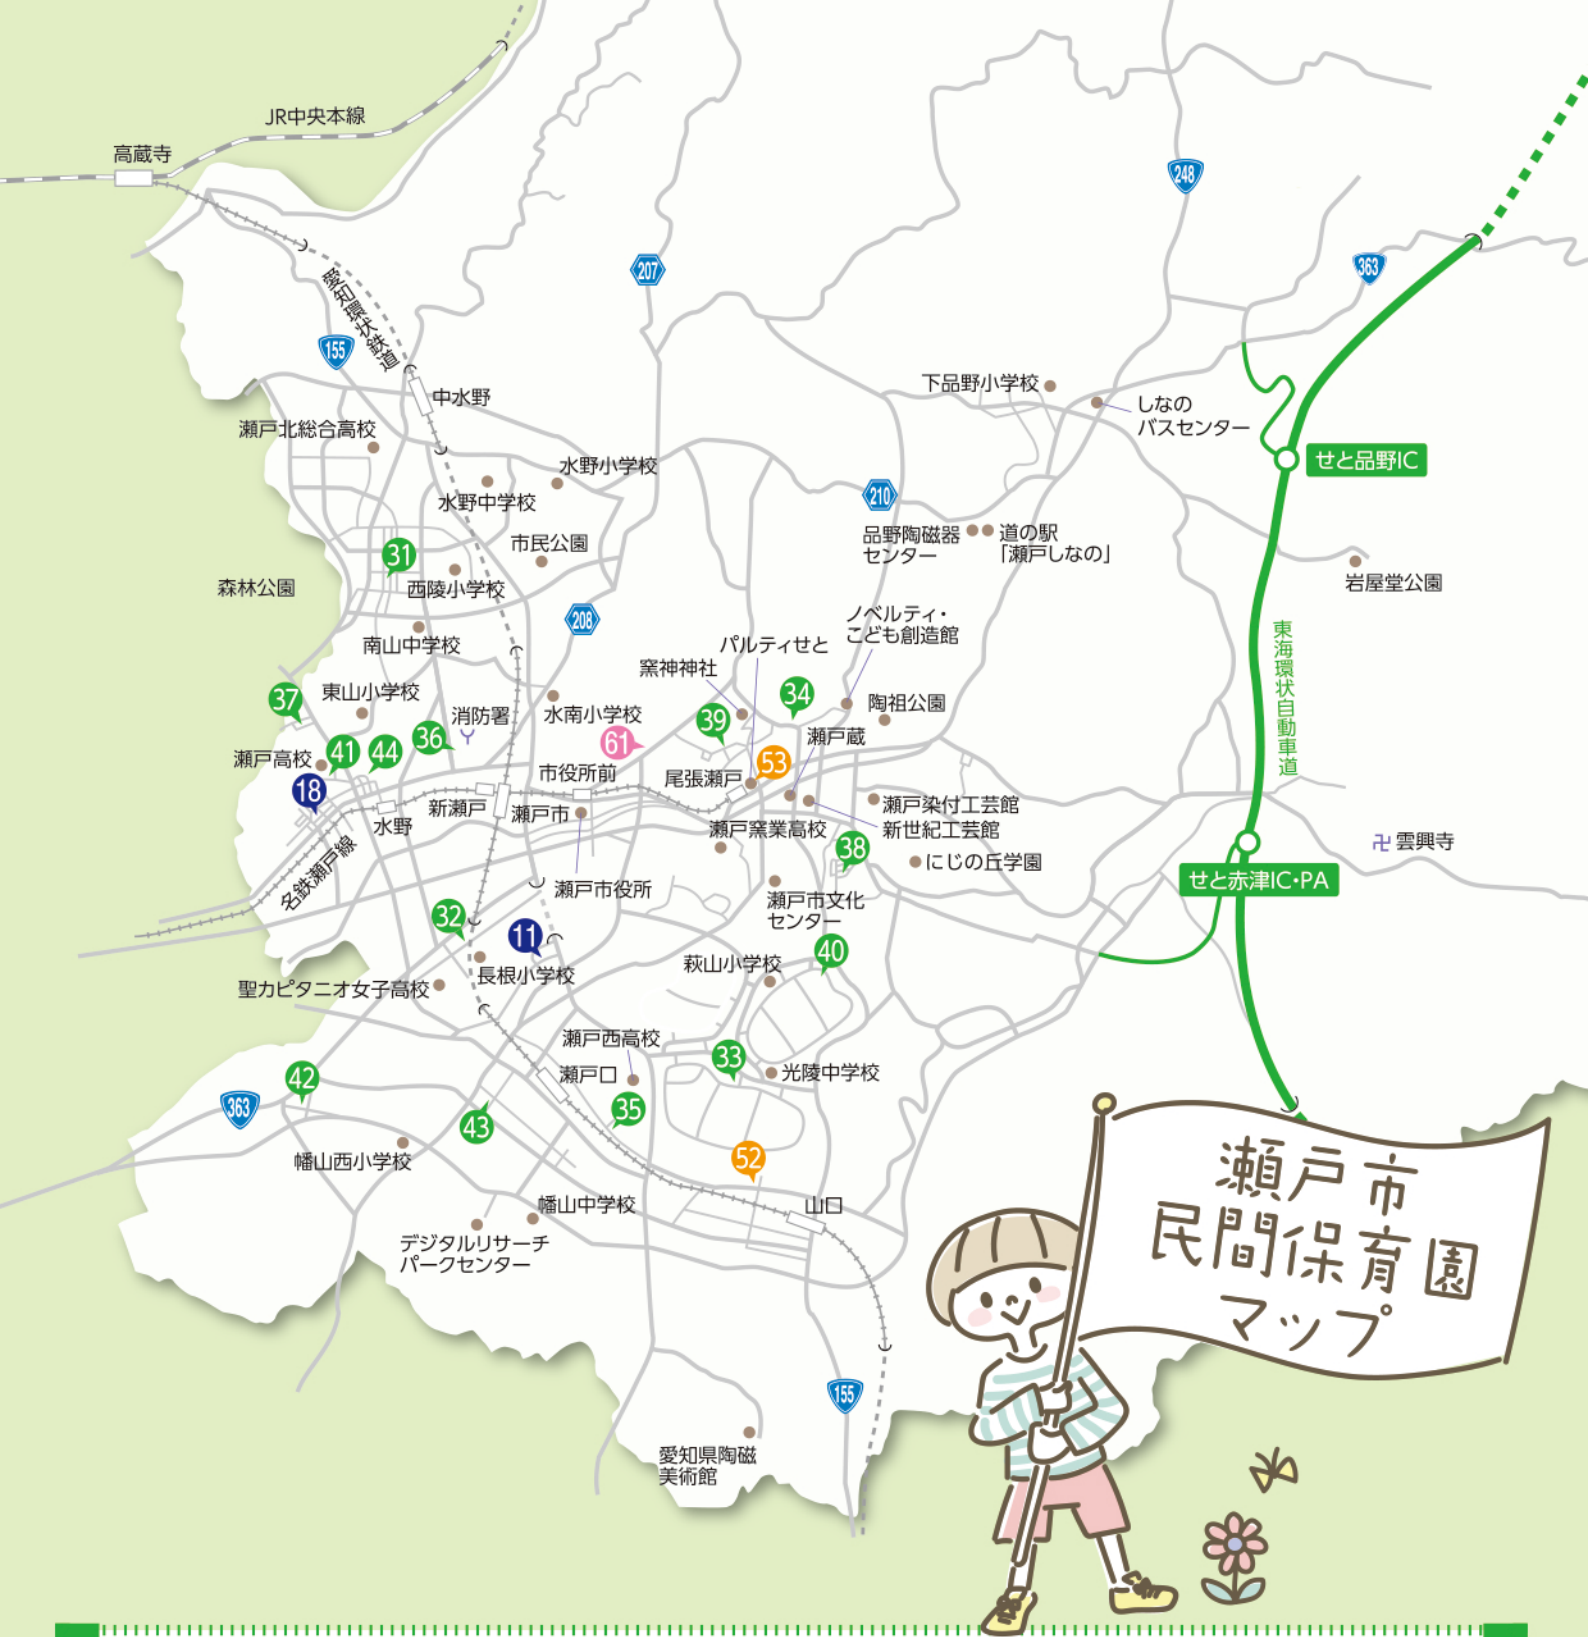 JR中央本線
高蔵寺
248
207
363
愛知環状鉄道
155
中水野
下品野小学校
しなの
バスセンター
瀬戸北総合高校
水野小学校
せと品野IC
水野中学校
210
市民公園
品野陶磁器
センター
道の駅
「瀬戸しなの」
31
森林公園
西陵小学校
岩屋堂公園
208
ノベルティ・
こども創造館
南山中学校
パルティせと
東海環状自動車道
窯神神社
37
東山小学校
34
陶祖公園
消防署
水南小学校
39
36
61
瀬戸蔵
瀬戸高校
41
44
53
市役所前
尾張瀬戸
18
新瀬戸
瀬戸市
水野
瀬戸染付工芸館
瀬戸窯業高校
新世紀工芸館
雲興寺
38
にじの丘学園
名鉄瀬戸線
瀬戸市役所
せと赤津IC・PA
瀬戸市文化
センター
32
11
40
萩山小学校
長根小学校
聖カピタニオ女子高校
瀬戸西高校
33
42
瀬戸口
光陵中学校
363
35
43
幡山西小学校
52
幡山中学校
山口
デジタルリサーチ
パークセンター
155
愛知県陶磁
美術館
瀬戸市
民間保育園
マップ